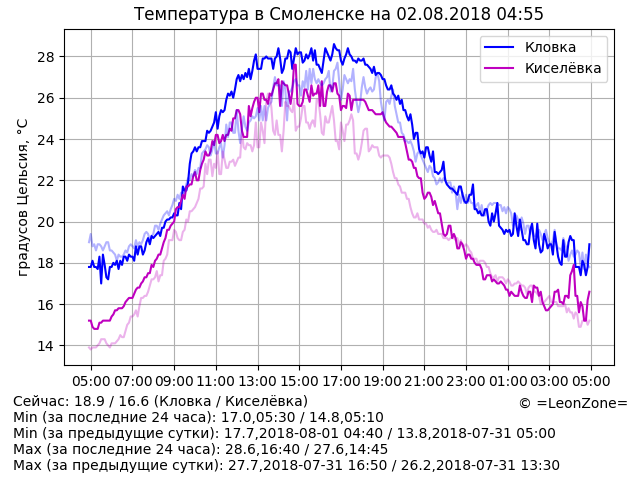 Температура в Смоленске на 02.08.2018 04:55
Кловка
Киселёвка
градусов Цельсия, °C
28
26
24
22
20
18
16
14
05:00 07:00 09:00 11:00 13:00 15:00 17:00 19:00 21:00 23:00 01:00 03:00 05:00
Сейчас: 18.9 / 16.6 (Кловка / Киселёвка)
© =LeonZone=
Min (за последние 24 часа): 17.0,05:30 / 14.8,05:10
Min (за предыдущие сутки): 17.7,2018-08-01 04:40 / 13.8,2018-07-31 05:00
Max (за последние 24 часа): 28.6,16:40 / 27.6,14:45
Max (за предыдущие сутки): 27.7,2018-07-31 16:50 / 26.2,2018-07-31 13:30